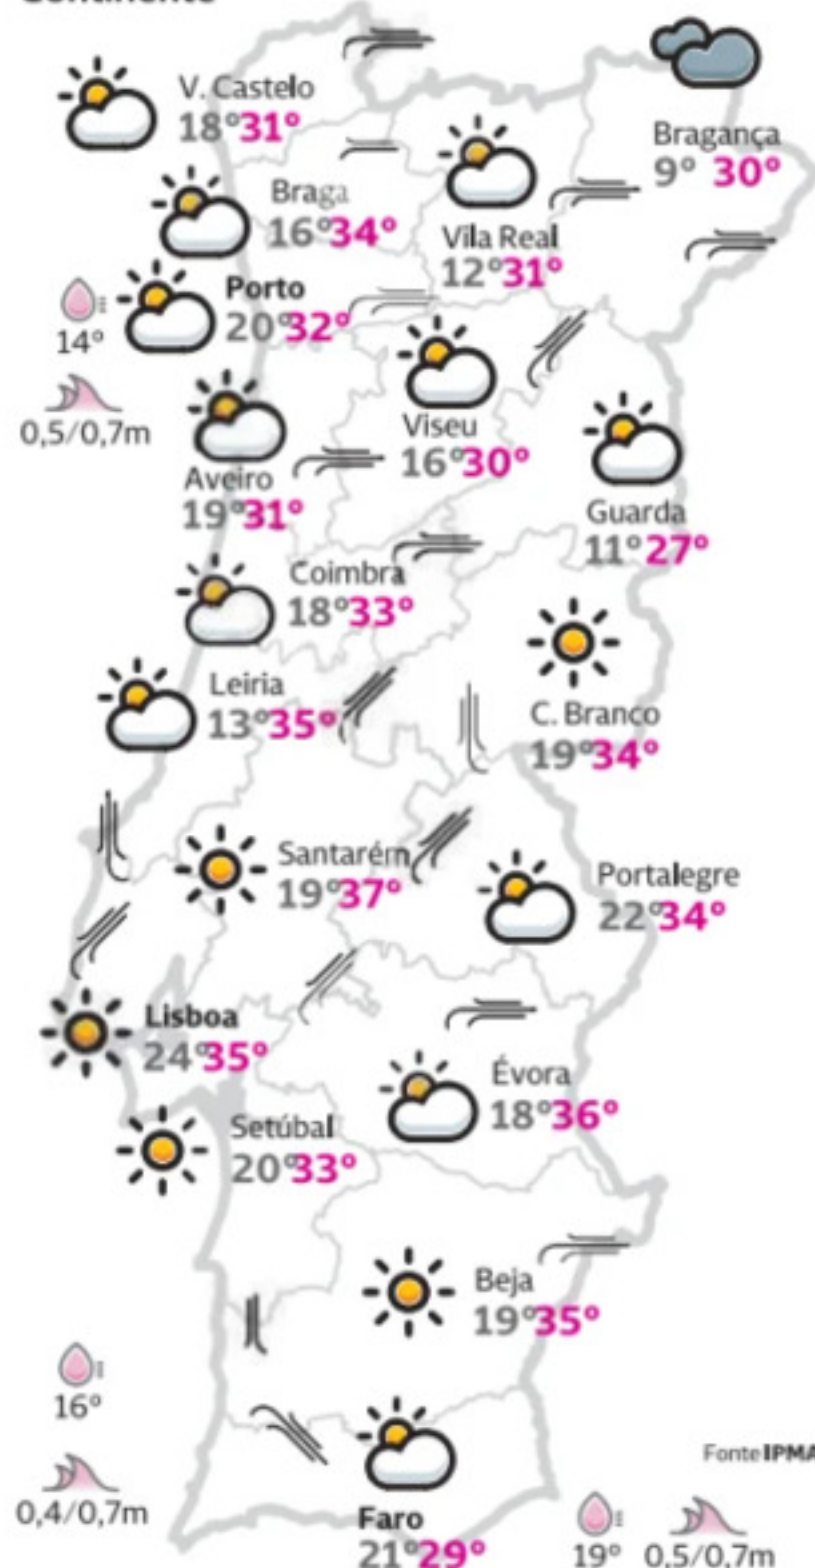 Continente
V. Castelo
18° 31°
Bragança
9° 30°
Braga
16° 34°
Vila Real
12° 31°
Porto
20° 32°
14°
0,5/0,7m
Viseu
16° 30°
Aveiro
19° 31°
Guarda
11° 27°
Coimbra
18° 33°
Leiria
13° 35°
C. Branco
19° 34°
Santarém
19° 37°
Portalegre
22° 34°
Lisboa
24° 35°
Évora
18° 36°
Setúbal
20° 33°
Beja
19° 35°
16°
0,4/0,7m
Fonte IPMA
Faro
21° 29°
19° 0,5/0,7m